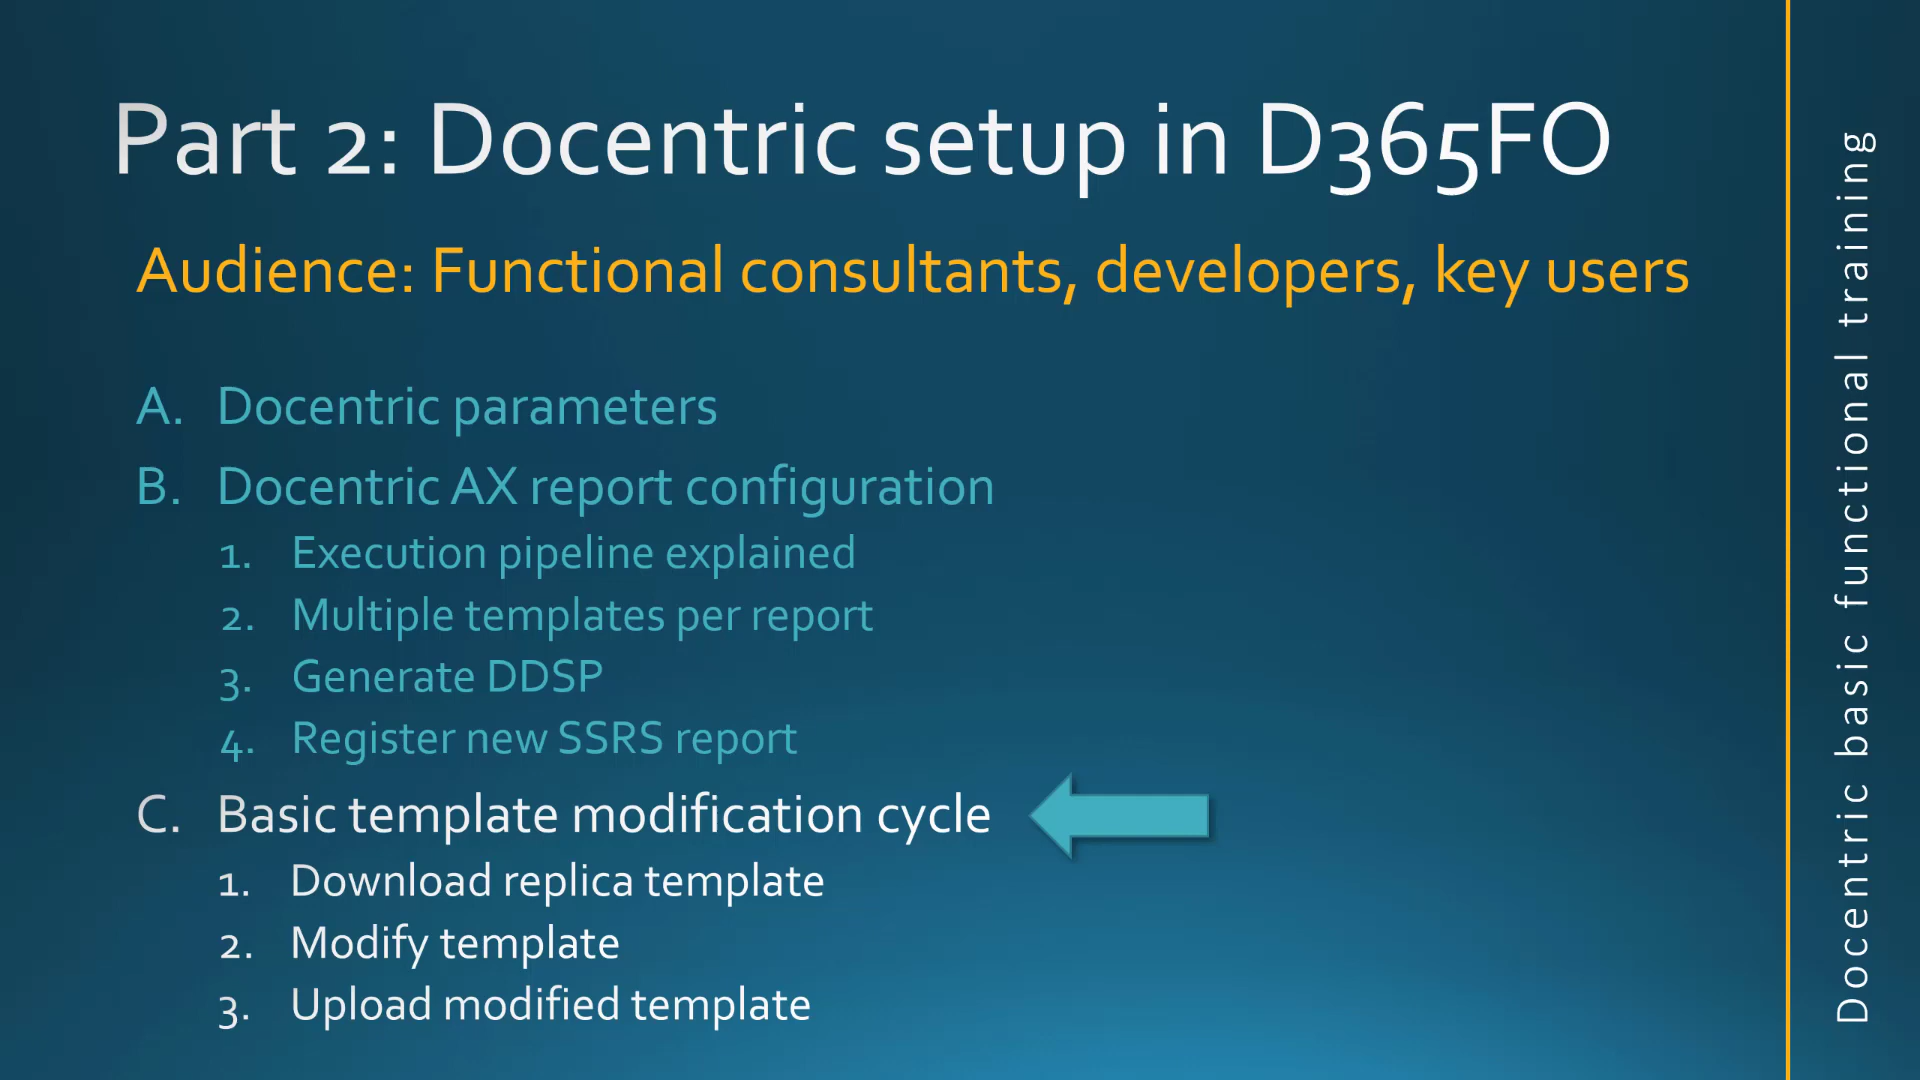 Part 2: Docentric setup in D365FO
Audience: Functional consultants, developers, key users
A. Docentric parameters
B. Docentric AX report configuration
1. Execution pipeline explained
2. Multiple templates per report
3. Generate DDSP
4. Register new SSRS report
C. Basic template modification cycle
1. Download replica template
2. Modify template
3. Upload modified template
Docentric basic functional training